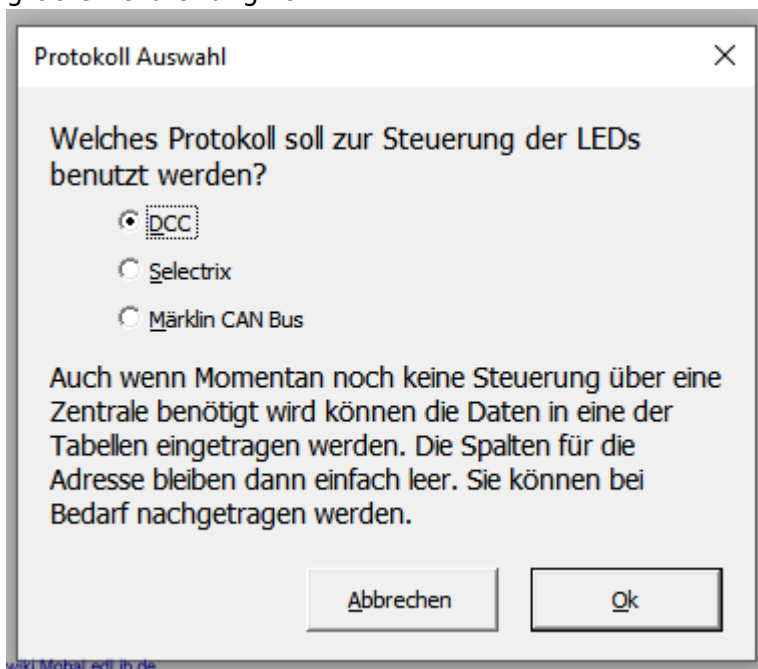 Protokoll Auswahl
Welches Protokoll soll zur Steuerung der LEDs
benutzt werden?
DCC
Selectrix
Märklin CAN Bus
Auch wenn Momentan noch keine Steuerung über eine
Zentrale benötigt wird können die Daten in eine der
Tabellen eingetragen werden. Die Spalten für die
Adresse bleiben dann einfach leer. Sie können bei
Bedarf nachgetragen werden.
Abbrechen Ok